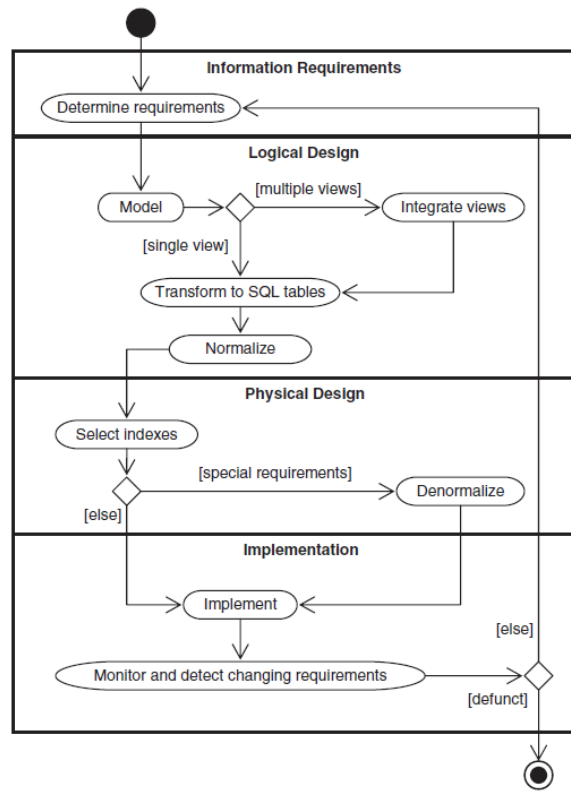 Information Requirements
Determine requirements
Logical Design
[multiple views]
Model
Integrate views
[single view]
Transform to SQL tables
Normalize
Physical Design
Select indexes
[special requirements]
Denormalize
[else]
Implementation
Implement
[else]
Monitor and detect changing requirements
[defunct]